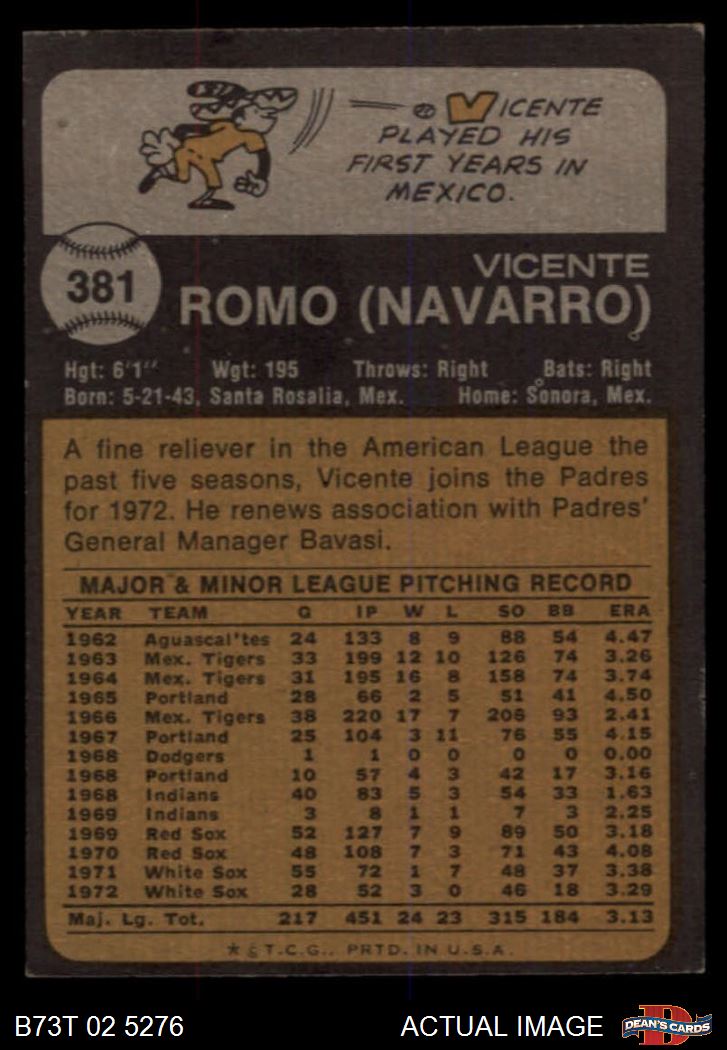 VICENTE
PLAYED HIS
FIRST YEARS IN
MEXICO.
381
VICENTE
ROMO (NAVARRO)
Hgt: 6'1" Wgt: 195 Throws: Right Bats: Right
Born: 5-21-43, Santa Rosalia, Mex. Home: Sonora, Mex.
A fine reliever in the American League the
past five seasons, Vicente joins the Padres
for 1972. He renews association with Padres'
General Manager Bavasi.
MAJOR & MINOR LEAGUE PITCHING RECORD
YEAR TEAM G IP W L SO BB ERA
1962 Aguascal'tes 24 133 8 9 88 54 4.47
1963 Mex. Tigers 33 199 12 10 126 74 3.26
1964 Mex. Tigers 31 195 16 8 158 74 3.74
1965 Portland 28 66 2 5 51 41 4.50
1966 Mex. Tigers 38 220 17 7 206 93 2.41
1967 Portland 25 104 3 11 76 55 4.15
1968 Dodgers 1 1 0 0 0 0 0.00
1968 Portland 10 57 4 3 42 17 3.16
1968 Indians 40 83 5 3 54 33 1.63
1969 Indians 3 8 1 1 7 3 2.25
1969 Red Sox 52 127 7 9 89 50 3.18
1970 Red Sox 48 108 7 3 71 43 4.08
1971 White Sox 55 72 1 7 48 37 3.38
1972 White Sox 28 52 3 0 46 18 3.29
Maj. Lg. Tot. 217 451 24 23 315 184 3.13
* © T.C.G., PRTD. IN U.S.A.
B73T 02 5276 ACTUAL IMAGE D DEAN'S CARDS